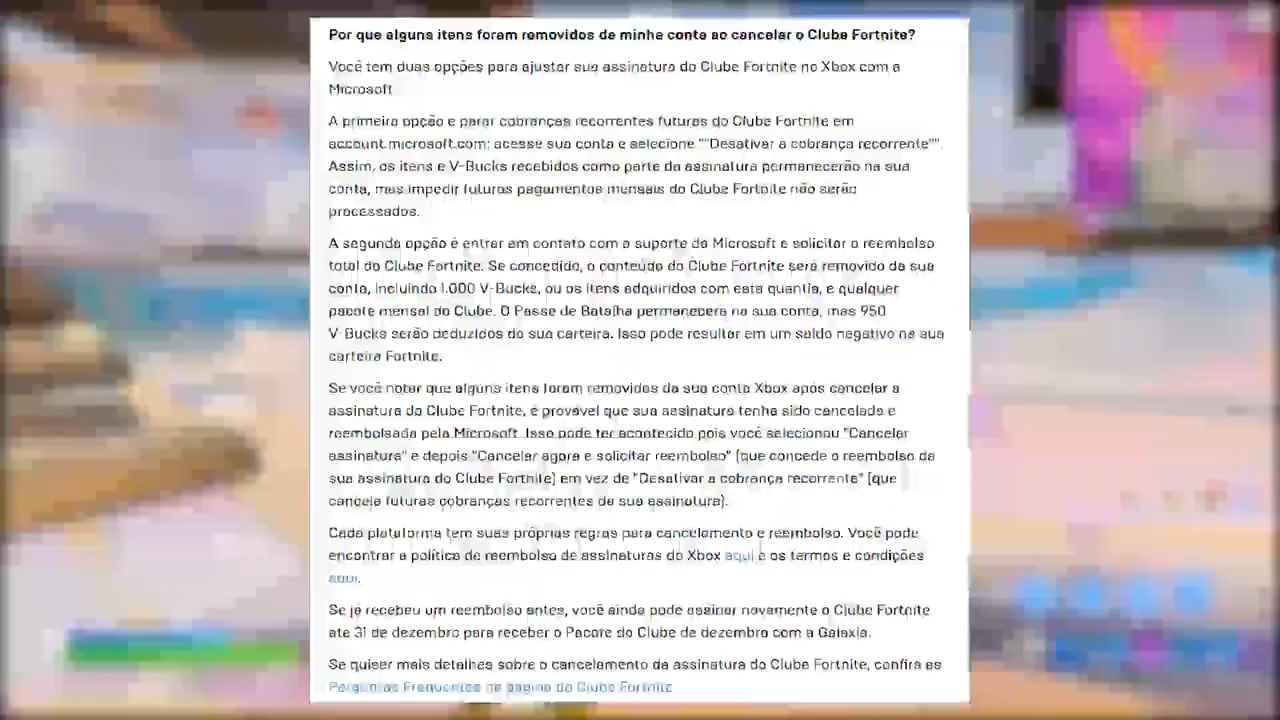 Por que alguns itens foram removidos de minha conta ao cancelar o Clube Fortnite?
Você tem duas opções para ajustar sua assinatura do Clube Fortnite no Xbox com a
Microsoft
A primeira opção é parar cobranças recorrentes futuras do Clube Fortnite em
account.microsoft.com: acesse sua conta e selecione ""Desativar a cobrança recorrente"".
Assim, os itens e V-Bucks recebidos como parte da assinatura permanecerão na sua
conta, mas impedir futuros pagamentos mensais do Clube Fortnite não serão
processados.
A segunda opção é entrar em contato com o suporte da Microsoft e solicitar o reembolso
total do Clube Fortnite. Se concedido, o conteúdo do Clube Fortnite será removido da sua
conta, incluindo 1.000 V-Bucks, ou os itens adquiridos com esta quantia, e qualquer
pacote mensal do Clube. O Passe de Batalha permanecerá na sua conta, mas 950
V-Bucks serão deduzidos da sua carteira. Isso pode resultar em um saldo negativo na sua
carteira Fortnite.
Se você notar que alguns itens foram removidos da sua conta Xbox após cancelar a
assinatura do Clube Fortnite, é provável que sua assinatura tenha sido cancelada e
reembolsada pela Microsoft. Isso pode ter acontecido pois você selecionou "Cancelar
assinatura" e depois "Cancelar agora e solicitar reembolso" (que concede o reembolso da
sua assinatura do Clube Fortnite) em vez de "Desativar a cobrança recorrente" (que
cancela futuras cobranças recorrentes da sua assinatura).
Cada plataforma tem suas próprias regras para cancelamento e reembolso. Você pode
encontrar a política de reembolso de assinaturas do Xbox aqui e os termos e condições
aqui.
Se já recebeu um reembolso antes, você ainda pode assinar novamente o Clube Fortnite
até 31 de dezembro para receber o Pacote do Clube de dezembro com a Galáxia.
Se quiser mais detalhes sobre o cancelamento da assinatura do Clube Fortnite, confira as
Perguntas Frequentes na página do Clube Fortnite